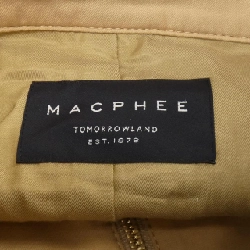 MACPHEE
TOMORROWLAND
EST. 1979